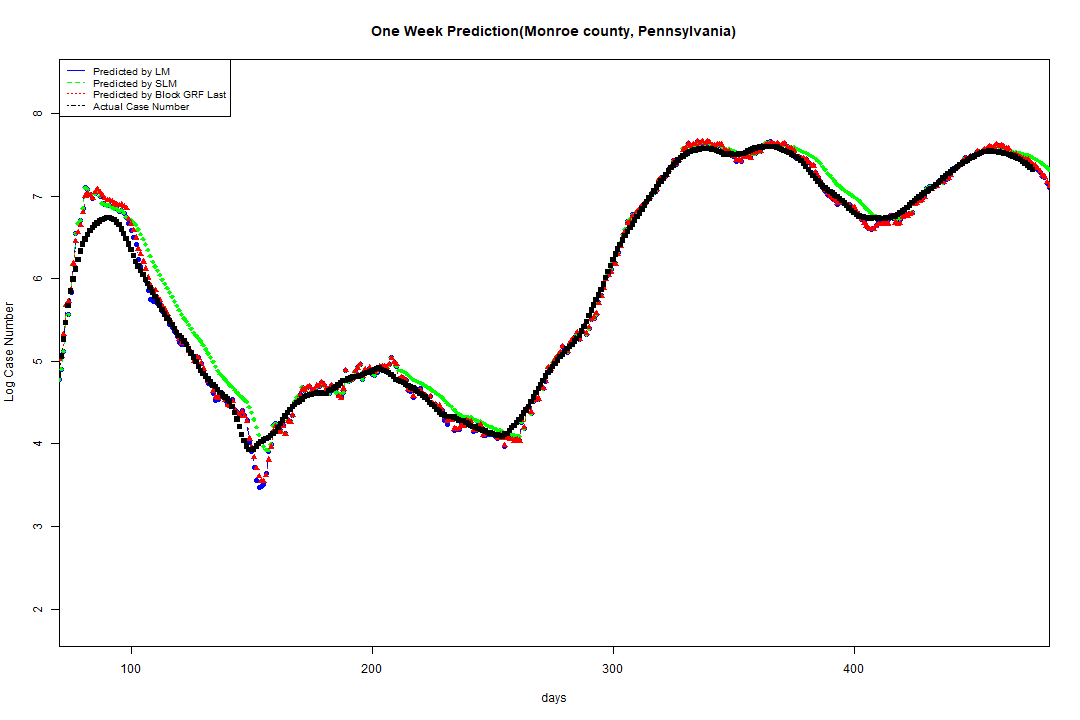 One Week Prediction(Monroe county, Pennsylvania)
Predicted by LM
Predicted by SLM
Predicted by Block GRF Last
Actual Case Number
8
7
6
5
4
3
2
Log Case Number
100 200 300 400
days